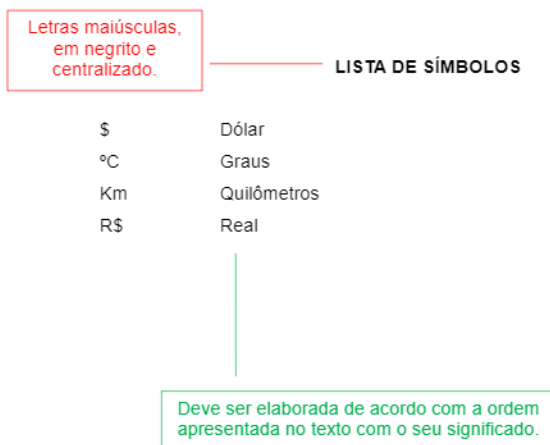 Letras maiúsculas,
em negrito e
centralizado.
LISTA DE SÍMBOLOS
$ Dólar
ºC Graus
Km Quilômetros
R$ Real
Deve ser elaborada de acordo com a ordem
apresentada no texto com o seu significado.